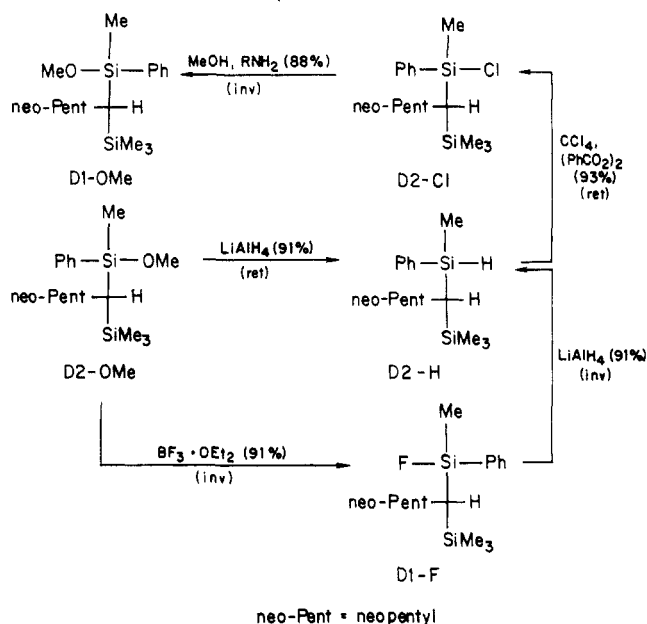 Me
MeO—Si—Ph
neo-Pent H
SiMe3
D1-OMe
MeOH, RNH2 (88%)
(inv)
Me
Ph—Si—Cl
neo-Pent H
SiMe3
D2-Cl
CCl4,
(PhCO2)2
(93%)
(ret)
Me
Ph—Si—OMe
neo-Pent H
SiMe3
D2-OMe
LiAlH4 (91%)
(ret)
Me
Ph—Si—H
neo-Pent H
SiMe3
D2-H
LiAlH4 (91%)
(inv)
BF3·OEt2 (91%)
(inv)
Me
F—Si—Ph
neo-Pent H
SiMe3
D1-F
neo-Pent = neopentyl